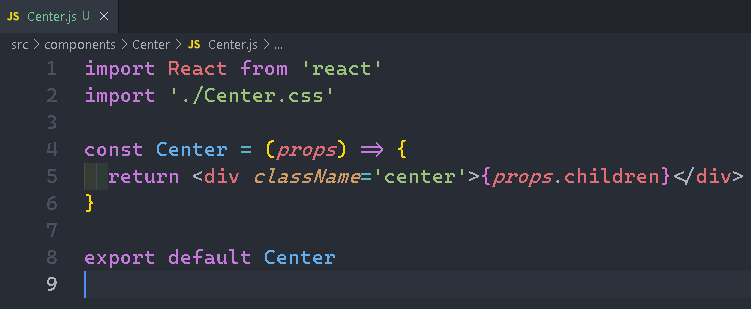 JS Center.js U ×
src > components > Center > JS Center.js > ...
1 import React from 'react'
2 import './Center.css'
3
4 const Center = (props) => {
5 return <div className='center'>{props.children}</div>
6 }
7
8 export default Center
9